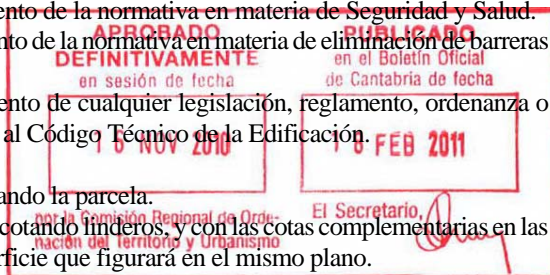 ento de la normativa en materia de Seguridad y Salud.
nto de la normativa en materia de eliminación de barreras
APROBADO
DEFINITIVAMENTE
en sesión de fecha
16 NOV 2010
por la Comisión Regional de Orde-
nación del Territorio y Urbanismo
PUBLICADO
en el Boletín Oficial
de Cantabria de fecha
18 FEB 2011
El Secretario,
ento de cualquier legislación, reglamento, ordenanza o
al Código Técnico de la Edificación.
ando la parcela.
cotando linderos, y con las cotas complementarias en las
rficie que figurará en el mismo plano.